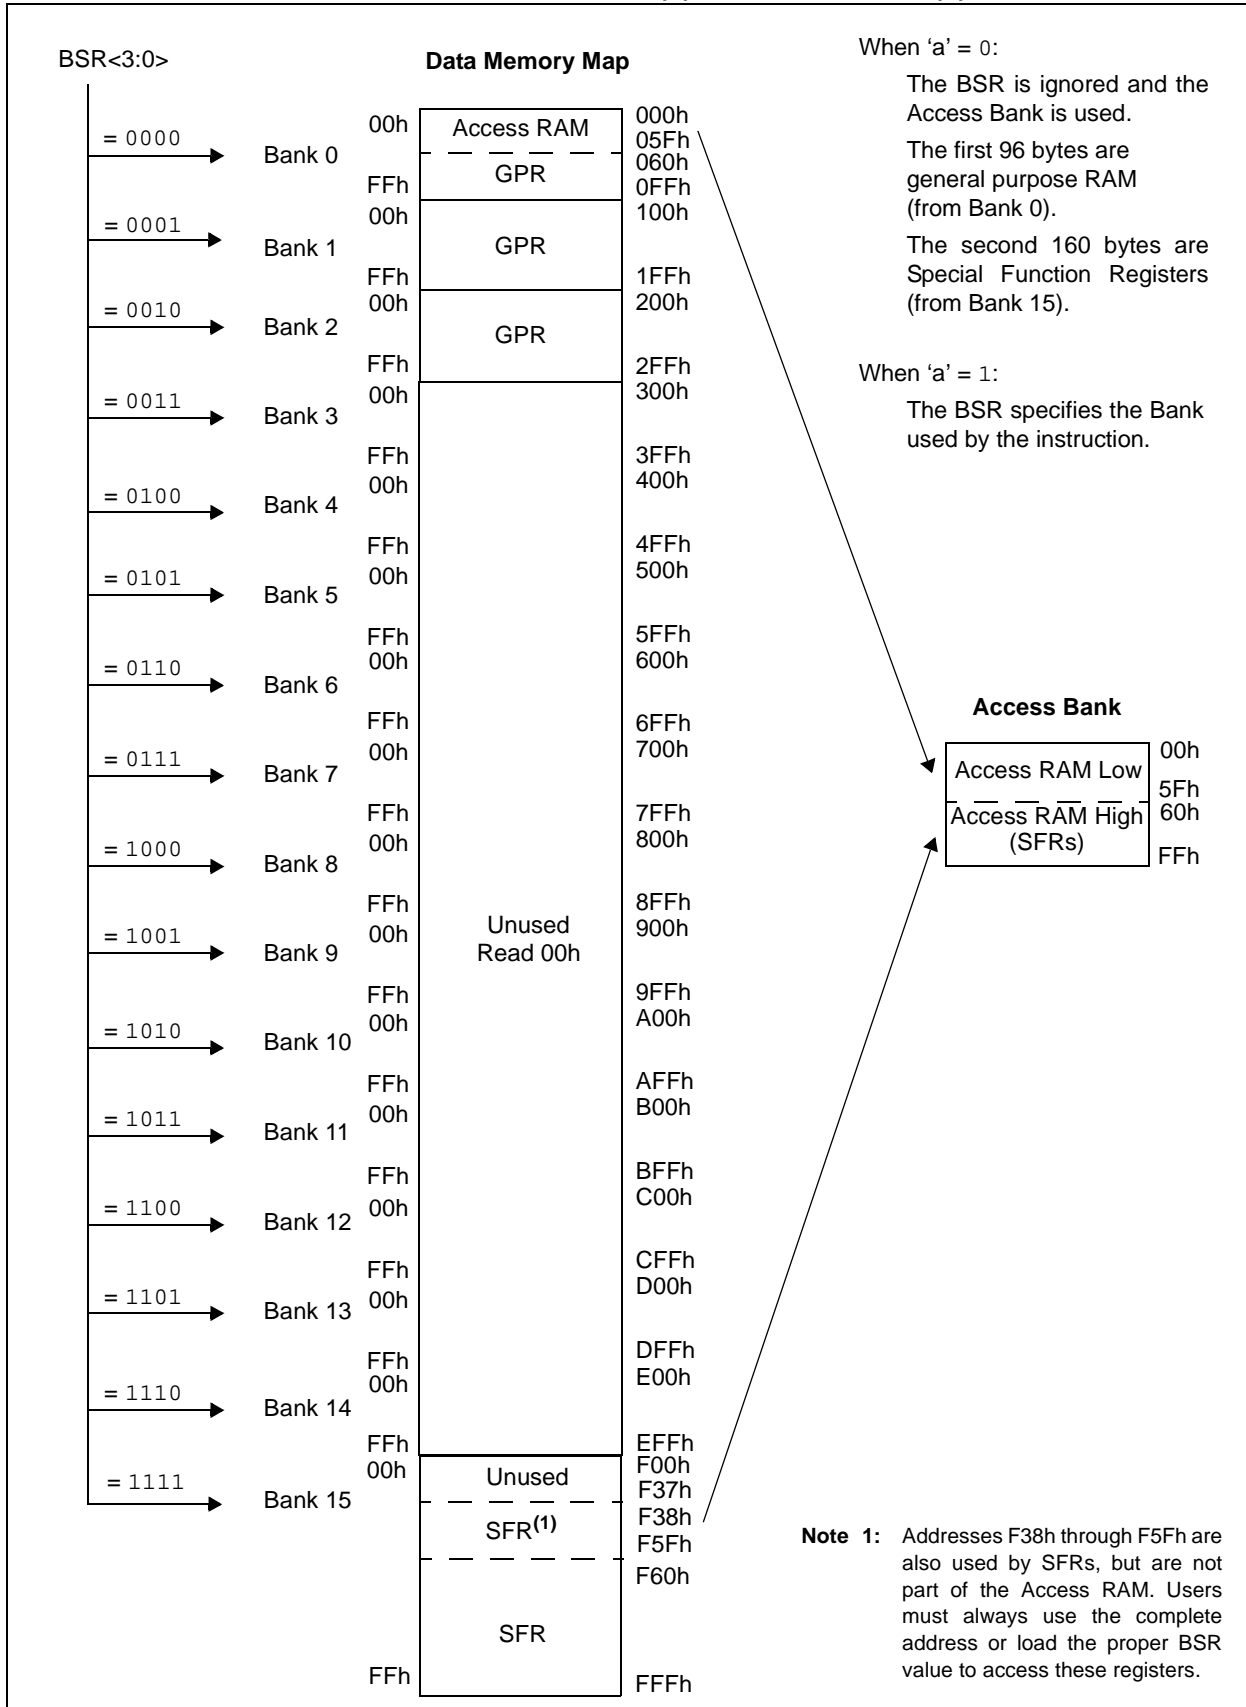 BSR<3:0>
Data Memory Map
When ‘a’ = 0:
The BSR is ignored and the
Access Bank is used.
The first 96 bytes are
general purpose RAM
(from Bank 0).
The second 160 bytes are
Special Function Registers
(from Bank 15).
When ‘a’ = 1:
The BSR specifies the Bank
used by the instruction.
= 0000
Bank 0
00h
Access RAM
000h
05Fh
GPR
060h
FFh
0FFh
= 0001
Bank 1
00h
100h
GPR
FFh
1FFh
= 0010
Bank 2
00h
200h
GPR
FFh
2FFh
= 0011
Bank 3
00h
300h
FFh
3FFh
= 0100
Bank 4
00h
400h
FFh
4FFh
= 0101
Bank 5
00h
500h
FFh
5FFh
= 0110
Bank 6
00h
600h
FFh
6FFh
= 0111
Bank 7
00h
700h
FFh
7FFh
= 1000
Bank 8
00h
800h
FFh
8FFh
= 1001
Bank 9
00h
Unused
Read 00h
900h
FFh
9FFh
= 1010
Bank 10
00h
A00h
FFh
AFFh
= 1011
Bank 11
00h
B00h
FFh
BFFh
= 1100
Bank 12
00h
C00h
FFh
CFFh
= 1101
Bank 13
00h
D00h
FFh
DFFh
= 1110
Bank 14
00h
E00h
FFh
EFFh
= 1111
Bank 15
00h
Unused
F00h
F37h
SFR(1)
F38h
F5Fh
F60h
SFR
FFh
FFFh
Access Bank
Access RAM Low
00h
5Fh
Access RAM High
(SFRs)
60h
FFh
Note 1: Addresses F38h through F5Fh are
also used by SFRs, but are not
part of the Access RAM. Users
must always use the complete
address or load the proper BSR
value to access these registers.